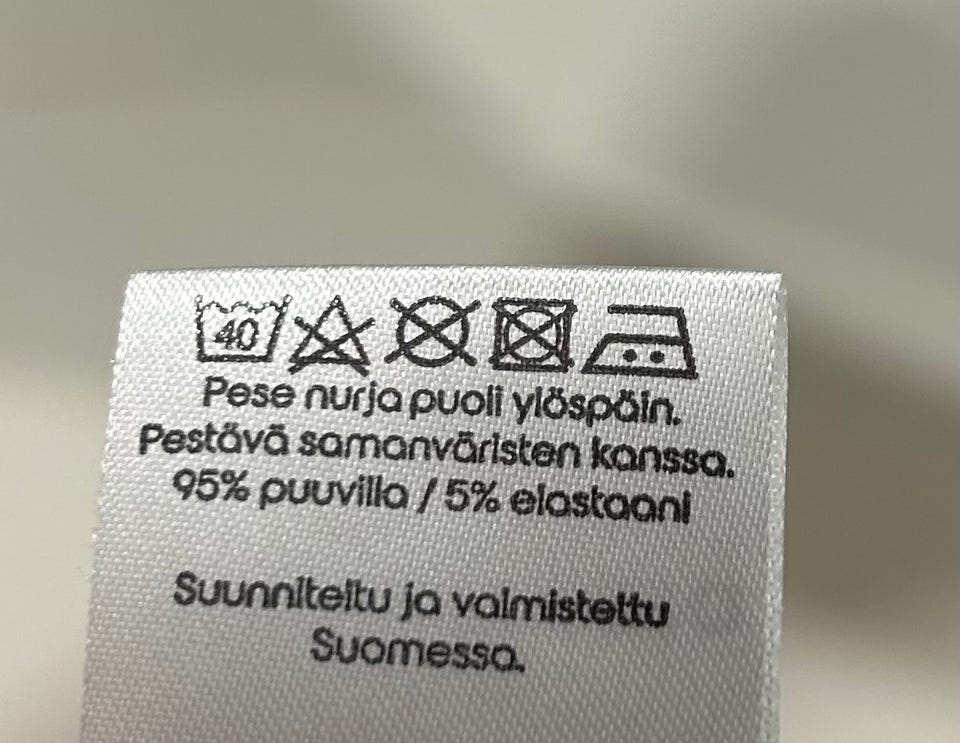 40
Pese nurja puoli ylöspäin.
Pestävä samanväristen kanssa.
95% puuvilla / 5% elastaani
Suunniteltu ja valmistettu
Suomessa.